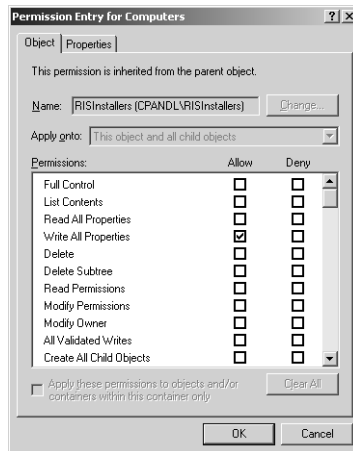 Permission Entry for Computers
Object Properties
This permission is inherited from the parent object.
Name: RISInstallers (CPANDL\RISInstallers) Change...
Apply onto: This object and all child objects
Permissions: Allow Deny
Full Control
List Contents
Read All Properties
Write All Properties
Delete
Delete Subtree
Read Permissions
Modify Permissions
Modify Owner
All Validated Writes
Create All Child Objects
Apply these permissions to objects and/or Clear All
containers within this container only
OK Cancel